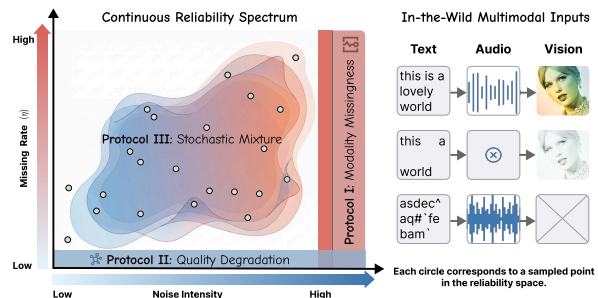 Continuous Reliability Spectrum
High
Missing Rate (η)
Low
Protocol III: Stochastic Mixture
Protocol I: Modality Missingness
Protocol II: Quality Degradation
Low
Noise Intensity
High
In-the-Wild Multimodal Inputs
Text
Audio
Vision
this is a
lovely
world
this a
world
asdec^
aq#`fe
bam`
Each circle corresponds to a sampled point
in the reliability space.